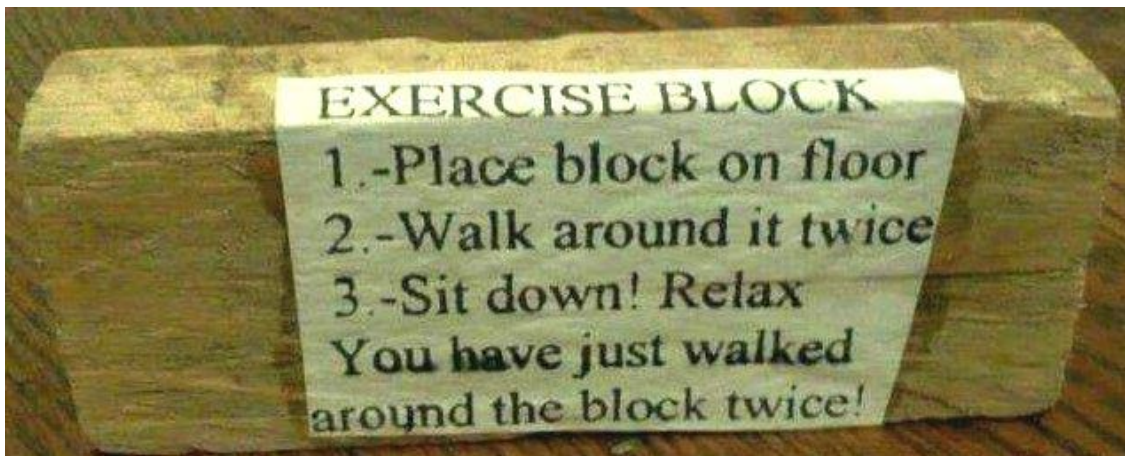 EXERCISE BLOCK
1.-Place block on floor
2.-Walk around it twice
3.-Sit down! Relax
You have just walked
around the block twice!